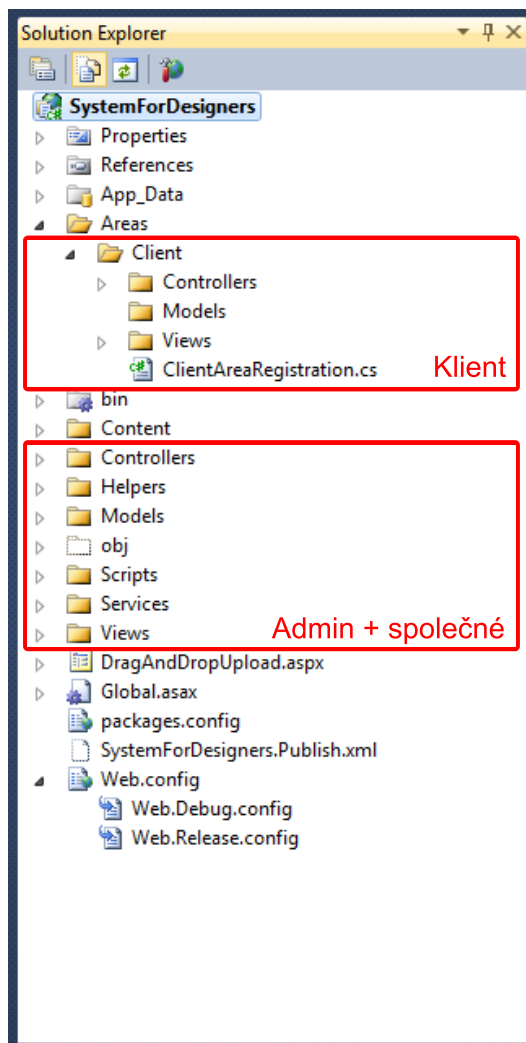 Solution Explorer
SystemForDesigners
Properties
References
App_Data
Areas
Client
Controllers
Models
Views
ClientAreaRegistration.cs
Klient
bin
Content
Controllers
Helpers
Models
obj
Scripts
Services
Views
Admin + společné
DragAndDropUpload.aspx
Global.asax
packages.config
SystemForDesigners.Publish.xml
Web.config
Web.Debug.config
Web.Release.config